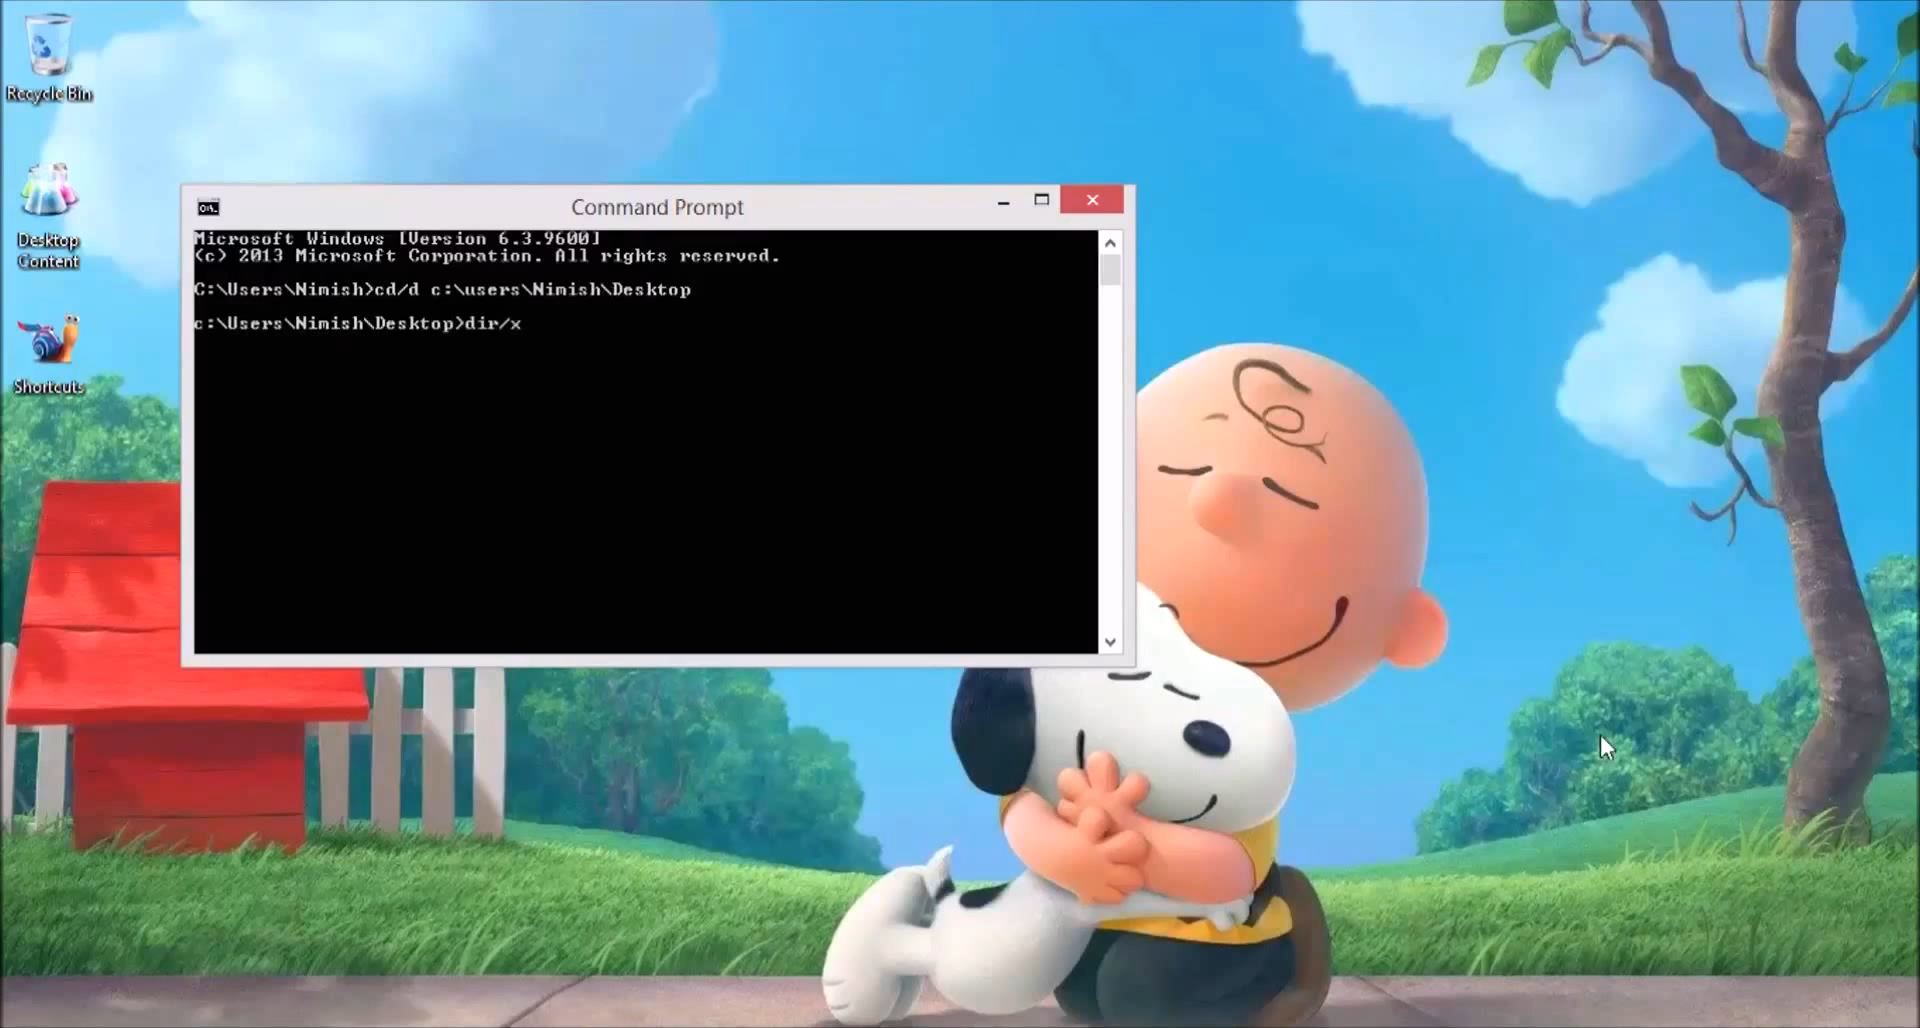 Recycle Bin
Desktop
Content
Shortcuts
Command Prompt
Microsoft Windows [Version 6.3.9600]
(c) 2013 Microsoft Corporation. All rights reserved.
C:\Users\Nimish>cd/d c:\users\Nimish\Desktop
c:\Users\Nimish\Desktop>dir/x